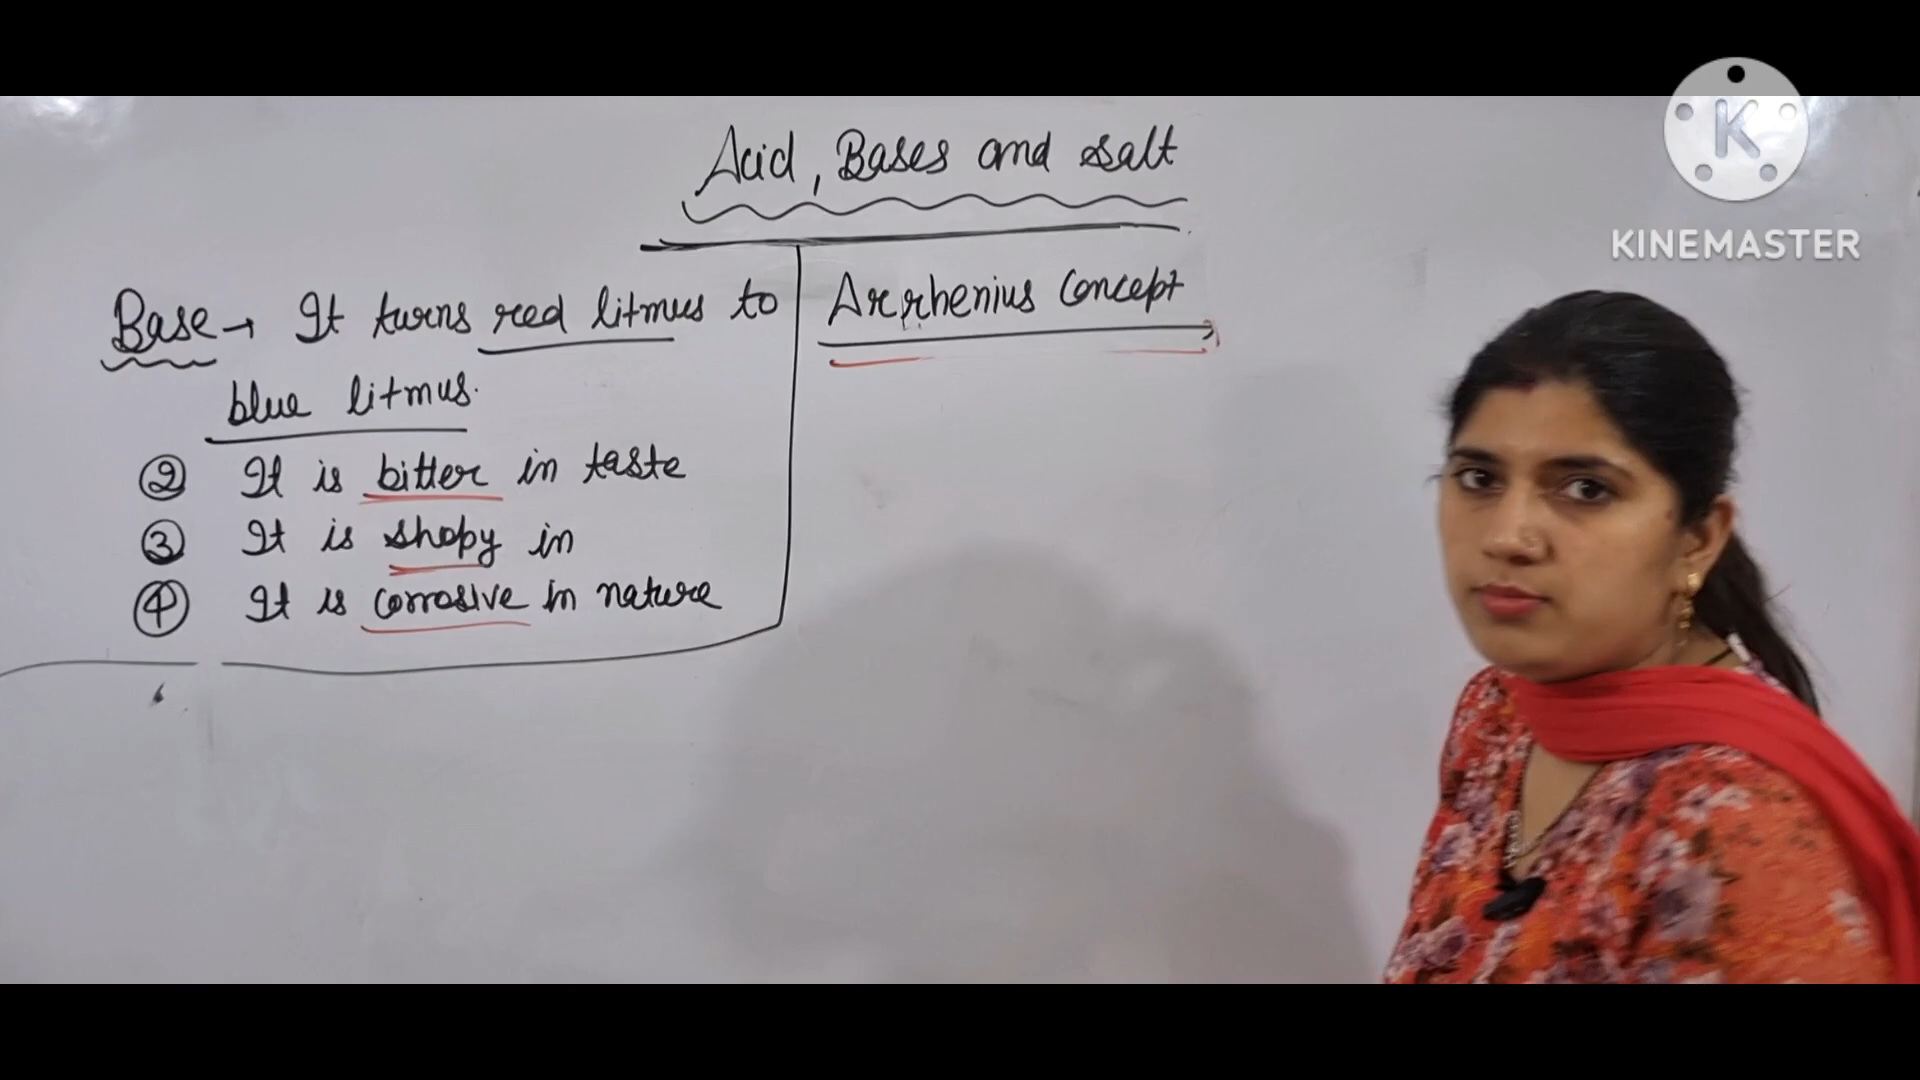 Acid, Bases and salt
Base → It turns red litmus to
blue litmus.
② It is bitter in taste
③ It is shopy in
④ It is corrosive in nature
Arrhenius Concept
K
KINEMASTER